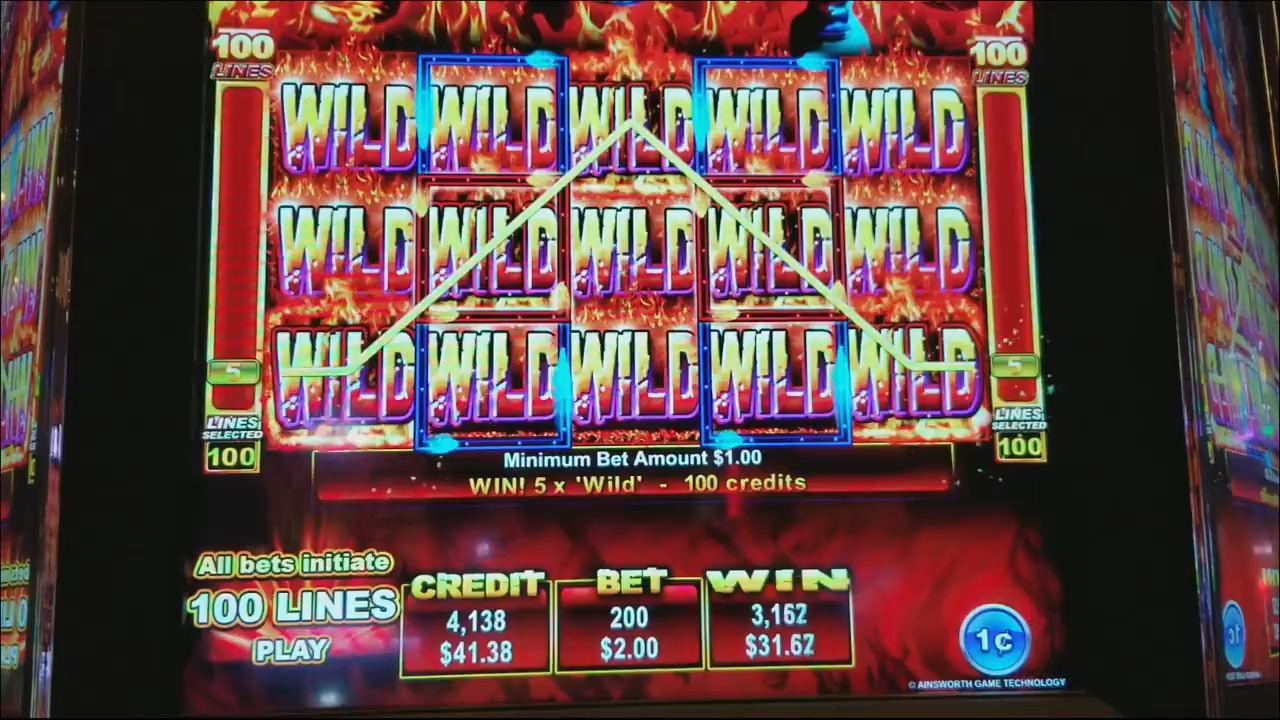 100 LINES
100 LINES
WILD WILD WILD WILD WILD
WILD WILD WILD WILD WILD
WILD WILD WILD WILD WILD
5
5
LINES SELECTED 100
LINES SELECTED 100
Minimum Bet Amount $1.00
WIN! 5 x 'Wild' - 100 credits
All bets initiate
100 LINES
PLAY
CREDIT
4,138
$41.38
BET
200
$2.00
WIN
3,162
$31.62
1¢
© AINSWORTH GAME TECHNOLOGY